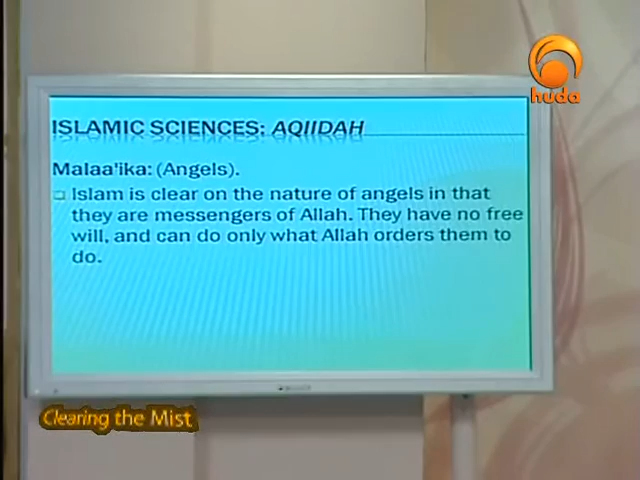 huda
ISLAMIC SCIENCES: AQIIDAH
Malaa'ika: (Angels).
Islam is clear on the nature of angels in that
they are messengers of Allah. They have no free
will, and can do only what Allah orders them to
do.
Clearing the Mist